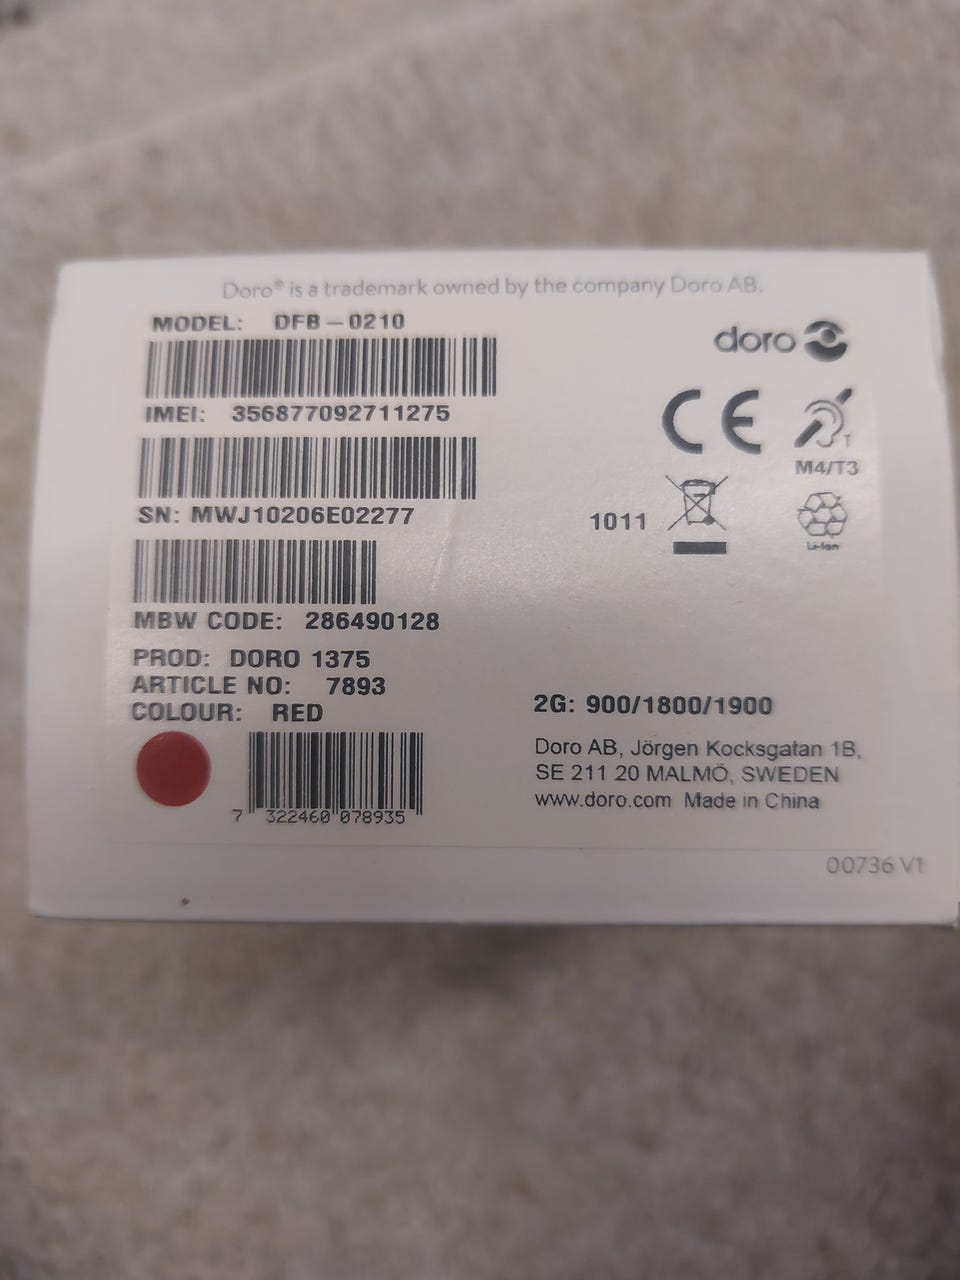 Doro® is a trademark owned by the company Doro AB.
MODEL: DFB-0210
doro
IMEI: 356877092711275
CE
T
M4/T3
SN: MWJ10206E02277
1011
Li-Ion
MBW CODE: 286490128
PROD: DORO 1375
ARTICLE NO: 7893
COLOUR: RED
2G: 900/1800/1900
Doro AB, Jörgen Kocksgatan 1B,
SE 211 20 MALMÖ, SWEDEN
www.doro.com Made in China
7 322460 078935
00736 V1